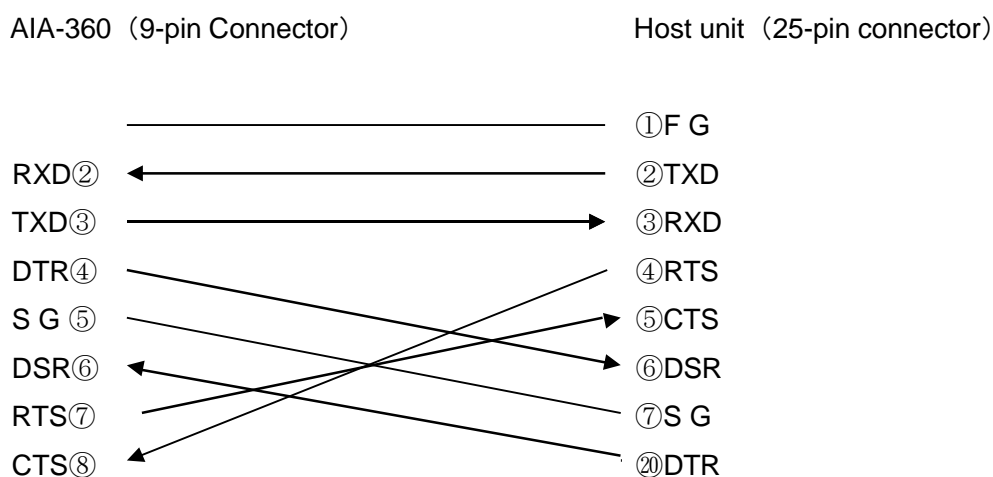 AIA-360（9-pin Connector） Host unit（25-pin connector）
①F G
RXD② ②TXD
TXD③ ③RXD
DTR④ ④RTS
S G ⑤ ⑤CTS
DSR⑥ ⑥DSR
RTS⑦ ⑦S G
CTS⑧ ⑳DTR